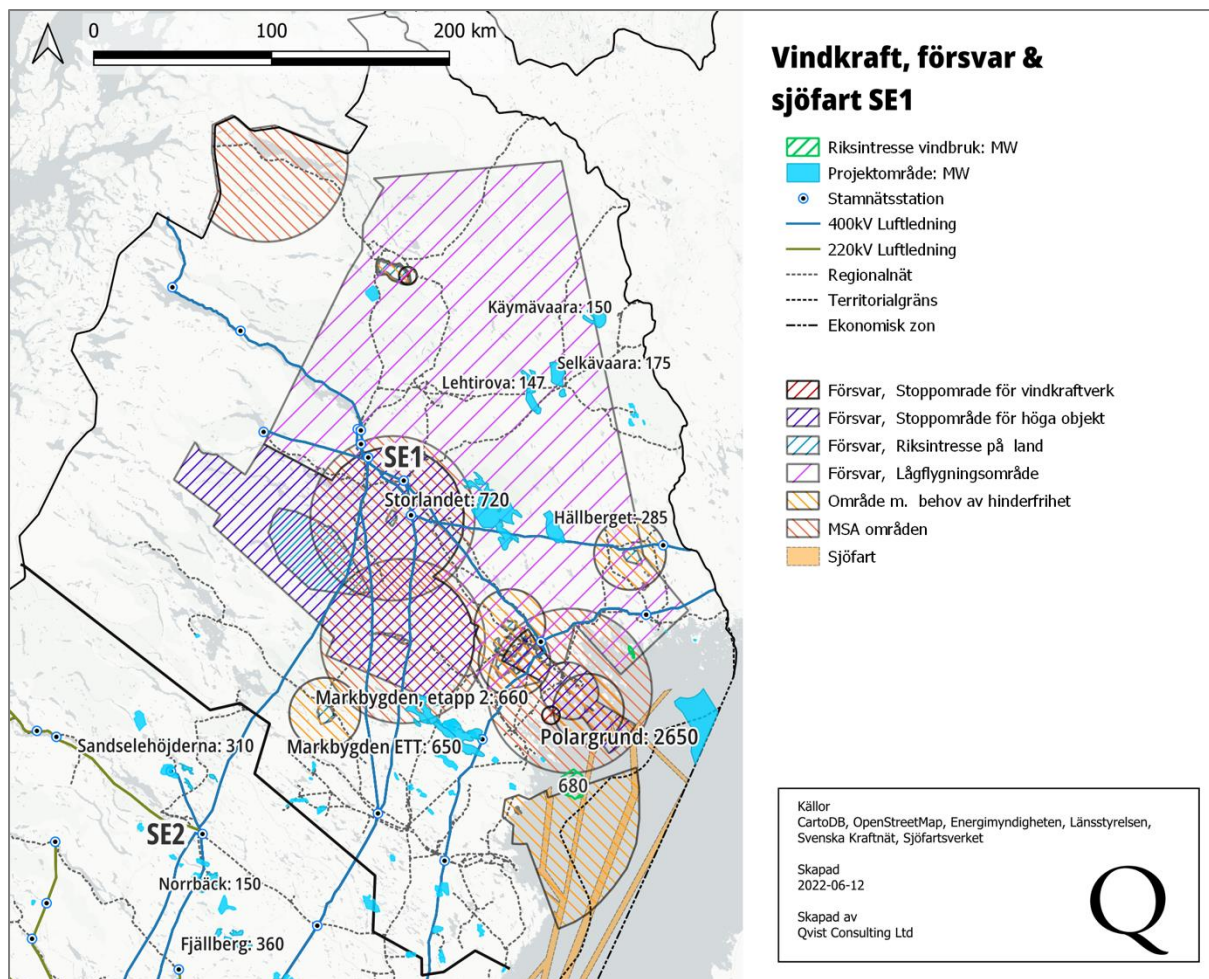 0 100 200 km
Vindkraft, försvar &
sjöfart SE1
Riksintresse vindbruk: MW
Projektområde: MW
Stamnätsstation
400kV Luftledning
220kV Luftledning
Regionalnät
Territorialgräns
Ekonomisk zon
Försvar, Stoppomrade för vindkraftverk
Försvar, Stoppområde för höga objekt
Försvar, Riksintresse på land
Försvar, Lågflygningsområde
Område m. behov av hinderfrihet
MSA områden
Sjöfart
Käymävaara: 150
Selkävaara: 175
Lehtirova: 147
SE1
Storlandet: 720
Hällberget: 285
Markbygden, etapp 2: 660
Polargrund: 2650
Sandselehöjderna: 310
Markbygden ETT: 650
680
SE2
Norrbäck: 150
Fjällberg: 360
Källor
CartoDB, OpenStreetMap, Energimyndigheten, Länsstyrelsen,
Svenska Kraftnät, Sjöfartsverket
Skapad
2022-06-12
Skapad av
Qvist Consulting Ltd
Q